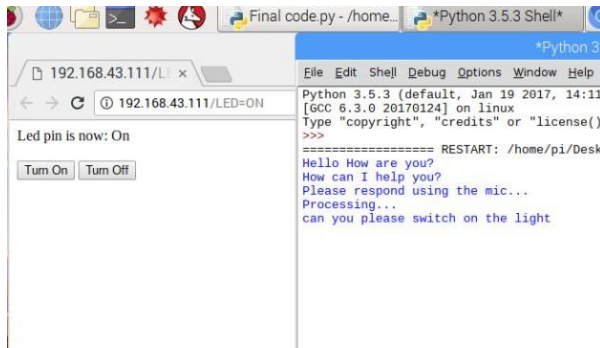 Final code.py - /home...
*Python 3.5.3 Shell*
*Python 3
192.168.43.111/L
192.168.43.111/LED=ON
Led pin is now: On
Turn On
Turn Off
File Edit Shell Debug Options Window Help
Python 3.5.3 (default, Jan 19 2017, 14:11
[GCC 6.3.0 20170124] on linux
Type "copyright", "credits" or "license()
>>>
================== RESTART: /home/pi/Desk
Hello How are you?
How can I help you?
Please respond using the mic...
Processing...
can you please switch on the light